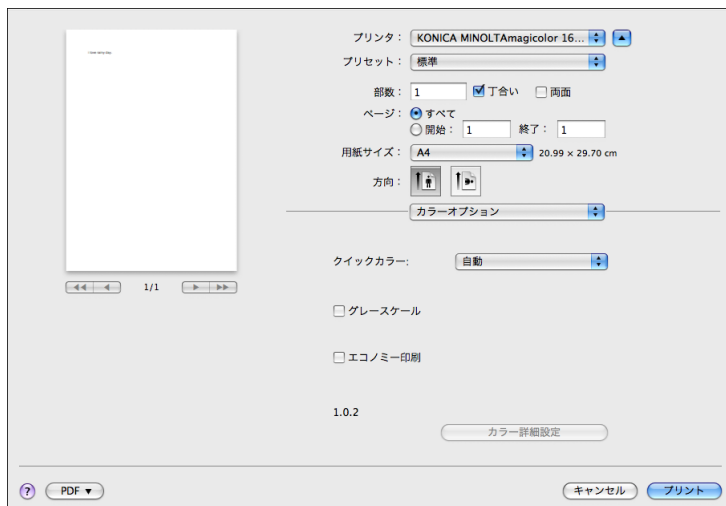 プリンタ： KONICA MINOLTAmagicolor 16...
プリセット： 標準
部数： 1 丁合い 両面
ページ： すべて
開始： 1 終了： 1
用紙サイズ： A4 20.99 × 29.70 cm
方向：
カラーオプション
クイックカラー: 自動
1/1
グレースケール
エコノミー印刷
1.0.2
カラー詳細設定
? PDF ▼ キャンセル プリント